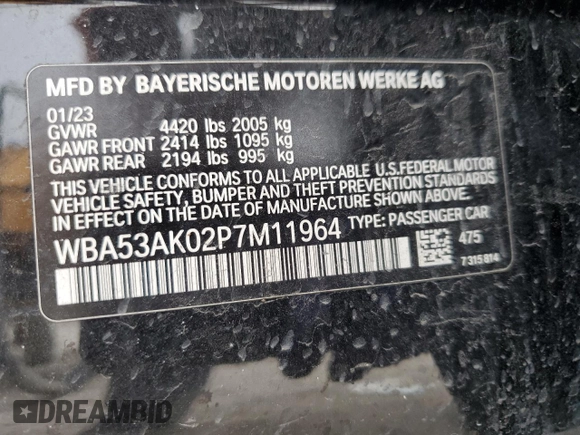 MFD BY BAYERISCHE MOTOREN WERKE AG
01/23
GVWR 4420 lbs 2005 kg
GAWR FRONT 2414 lbs 1095 kg
GAWR REAR 2194 lbs 995 kg
THIS VEHICLE CONFORMS TO ALL APPLICABLE U.S.FEDERAL MOTOR
VEHICLE SAFETY, BUMPER AND THEFT PREVENTION STANDARDS
IN EFFECT ON THE DATE OF MANUFACTURE SHOWN ABOVE.
WBA53AK02P7M11964 TYPE: PASSENGER CAR
475
7315814
DREAMBID